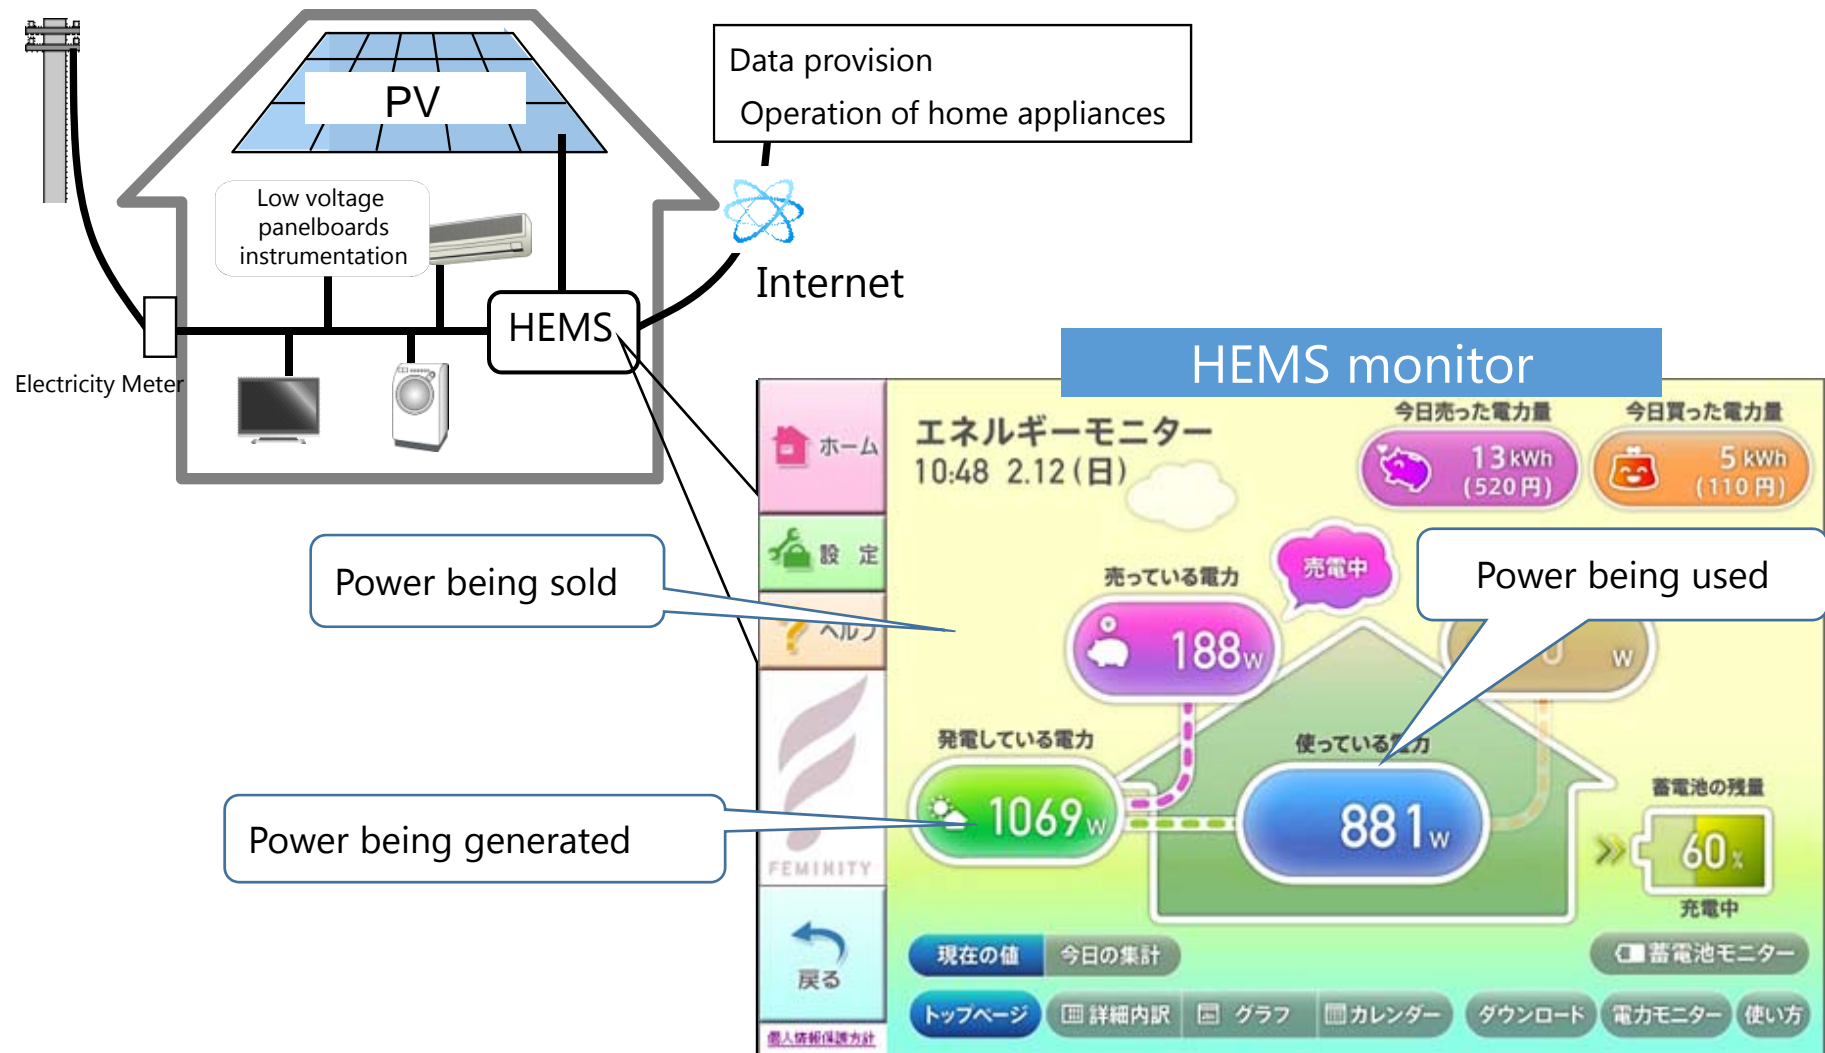 Data provision
Operation of home appliances
PV
Low voltage
panelboards
instrumentation
HEMS
Internet
Electricity Meter
HEMS monitor
ホーム
設 定
ヘルプ
FEMINITY
戻る
個人情報保護方針
エネルギーモニター
10:48 2.12(日)
今日売った電力量
13 kWh
(520円)
今日買った電力量
5 kWh
(110円)
Power being sold
売っている電力
売電中
188w
Power being used
W
発電している電力
1069w
Power being generated
使っている電力
881w
蓄電池の残量
60%
充電中
現在の値
今日の集計
蓄電池モニター
トップページ
詳細内訳
グラフ
カレンダー
ダウンロード
電力モニター
使い方